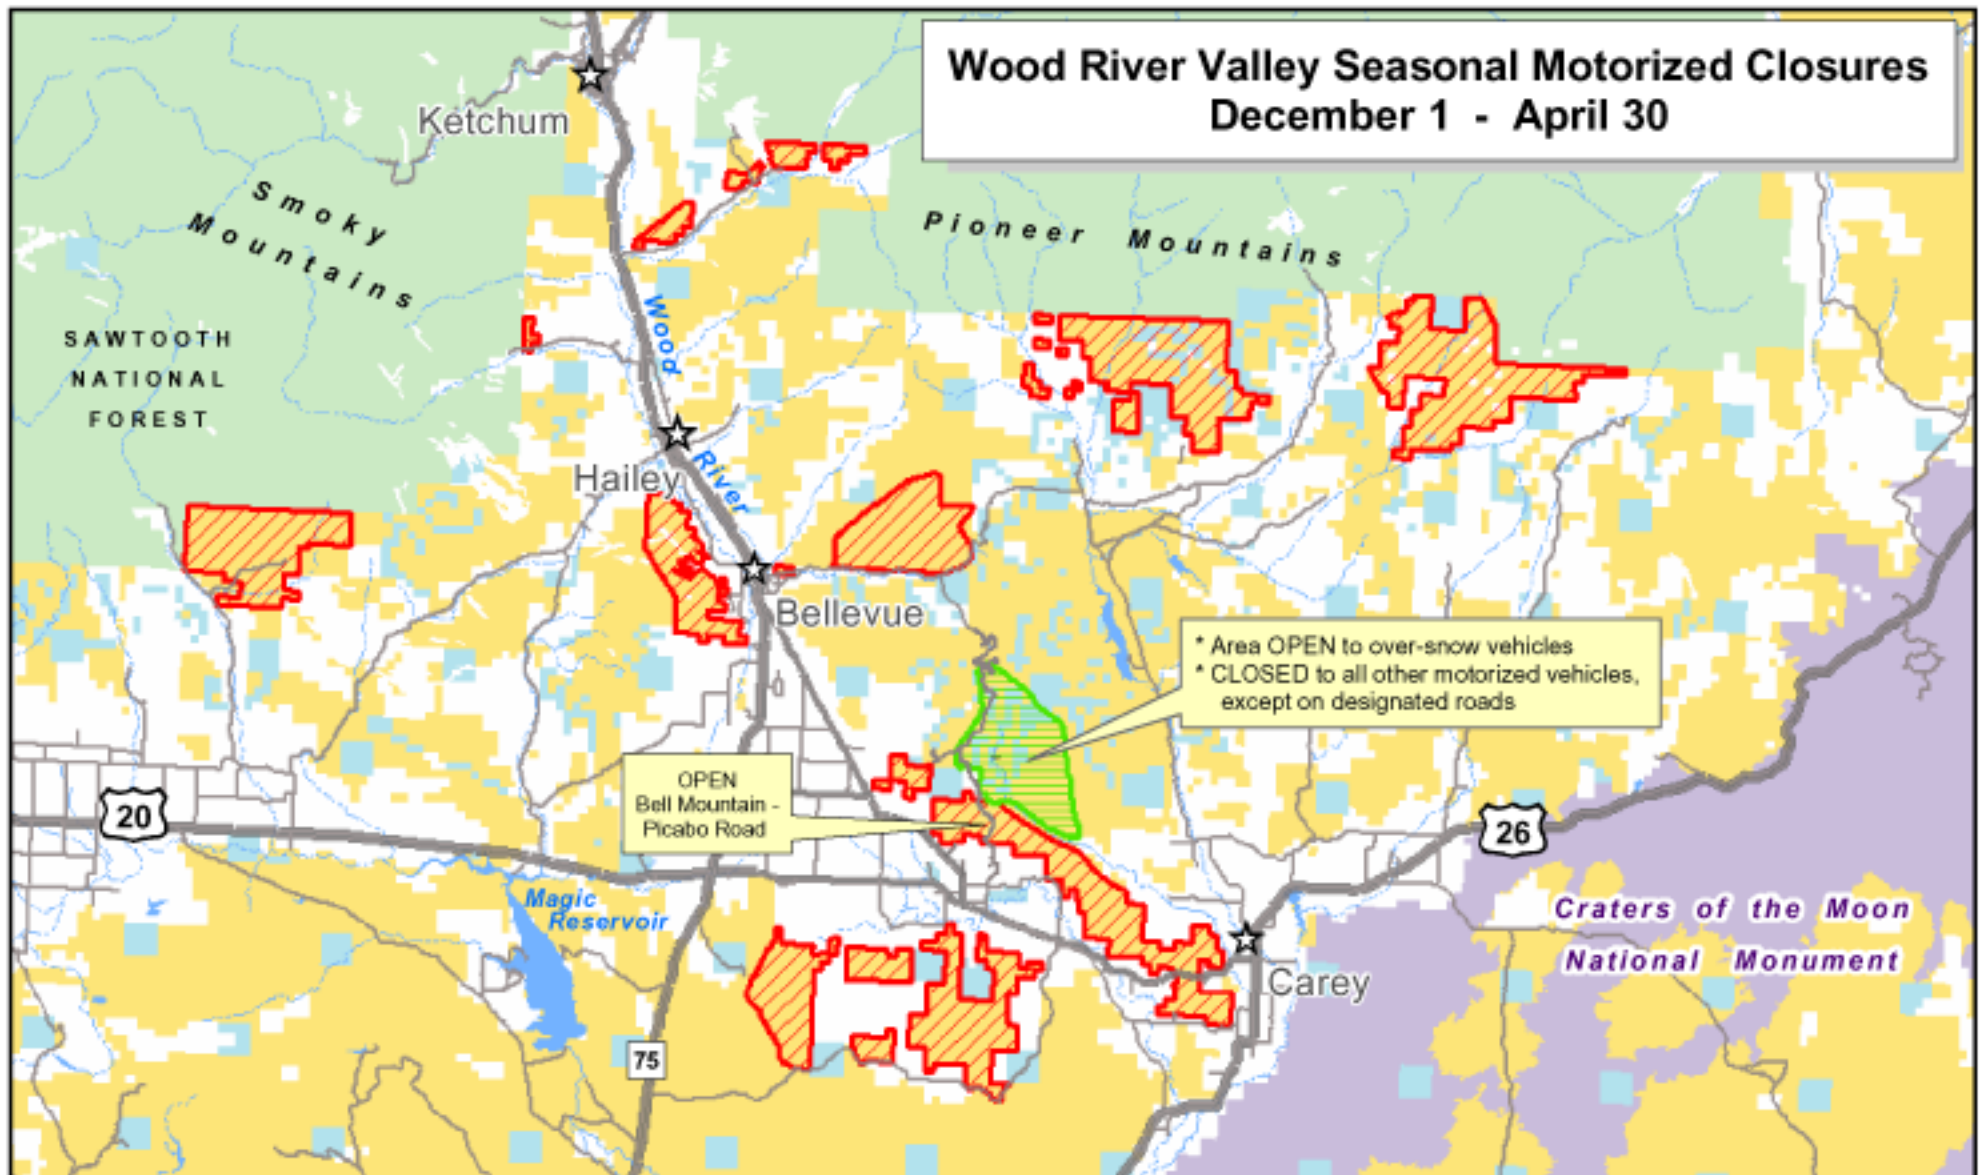 Wood River Valley Seasonal Motorized Closures
December 1 - April 30
Ketchum
Smoky
Mountains
Pioneer Mountains
SAWTOOTH
NATIONAL
FOREST
Wood
River
Hailey
Bellevue
* Area OPEN to over-snow vehicles
* CLOSED to all other motorized vehicles,
except on designated roads
OPEN
Bell Mountain -
Picabo Road
20
26
Magic
Reservoir
Craters of the Moon
National Monument
Carey
75